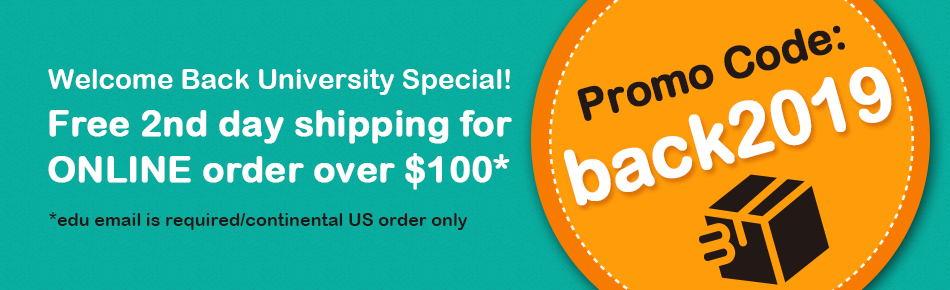 Welcome Back University Special!
Free 2nd day shipping for
ONLINE order over $100*
*edu email is required/continental US order only
Promo Code:
back2019